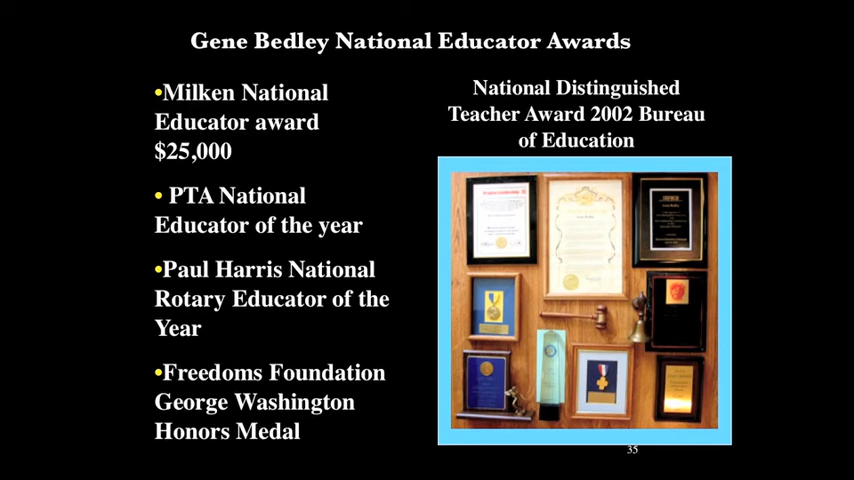 Gene Bedley National Educator Awards
•Milken National
Educator award
$25,000
• PTA National
Educator of the year
•Paul Harris National
Rotary Educator of the
Year
•Freedoms Foundation
George Washington
Honors Medal
National Distinguished
Teacher Award 2002 Bureau
of Education
35